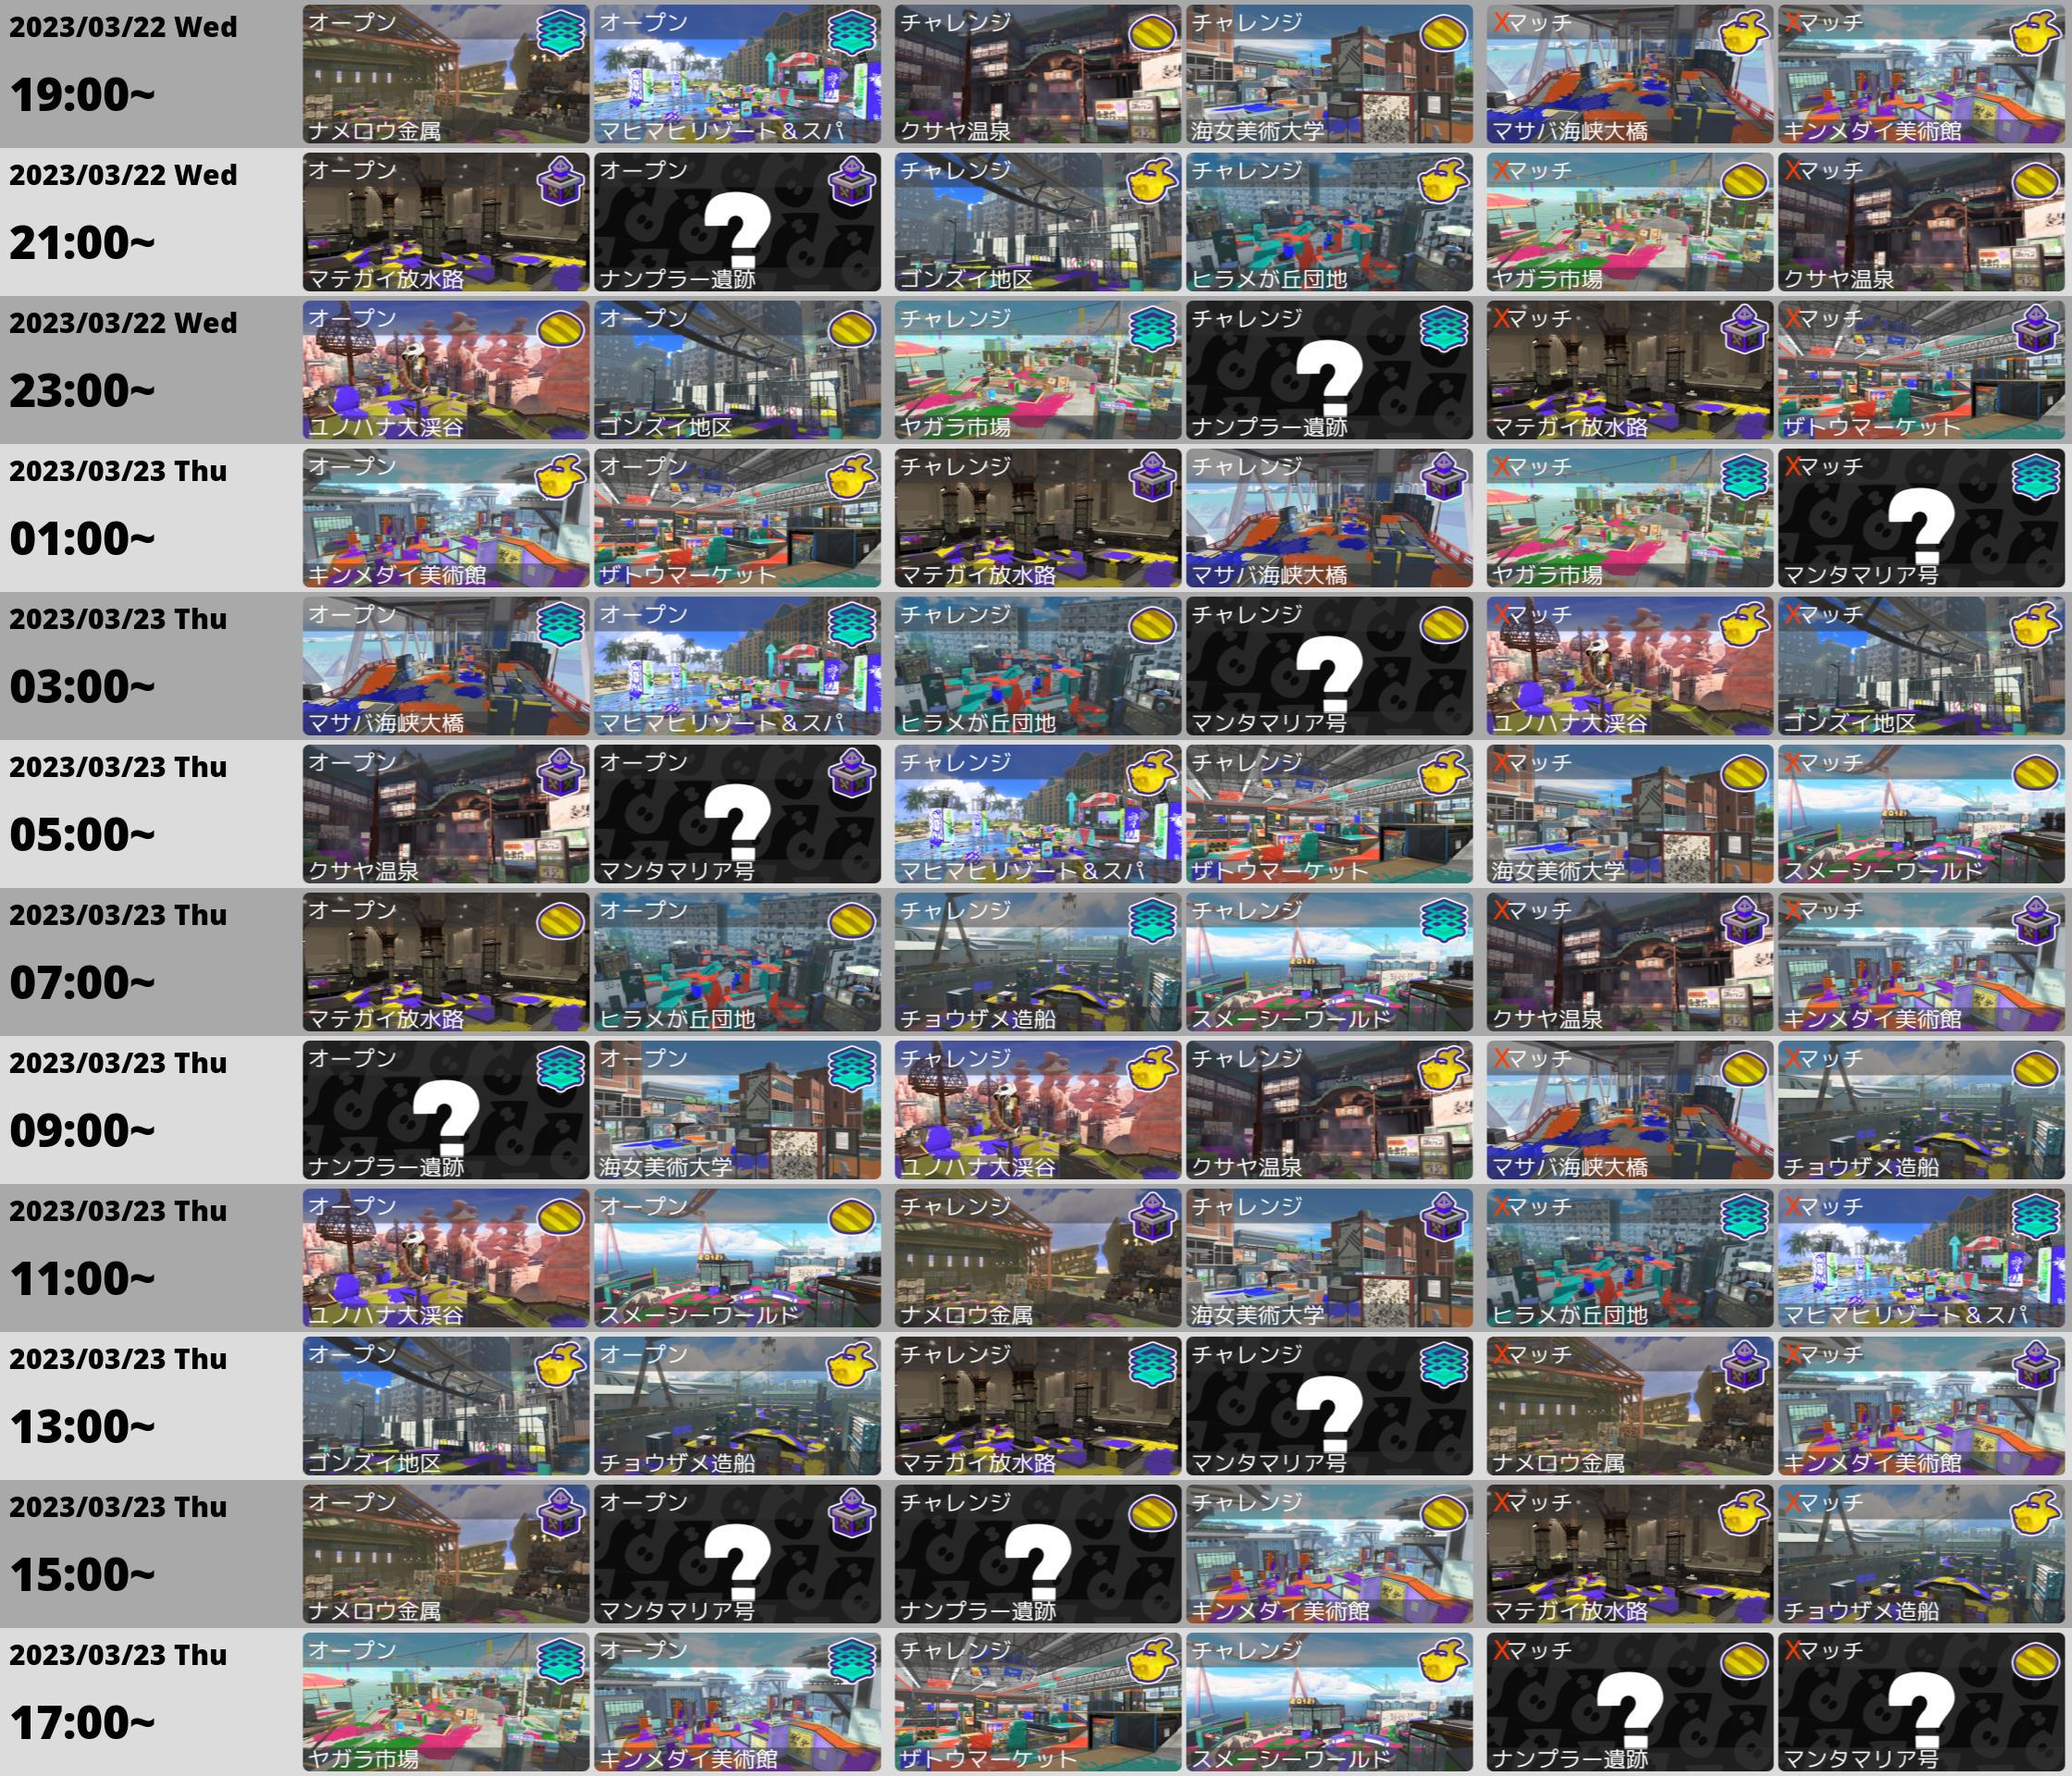 2023/03/22 Wed
19:00~
オープン
ナメロウ金属
オープン
マヒマヒリゾート＆スパ
チャレンジ
クサヤ温泉
チャレンジ
海女美術大学
Xマッチ
マサバ海峡大橋
Xマッチ
キンメダイ美術館
2023/03/22 Wed
21:00~
オープン
マテガイ放水路
オープン
?
ナンプラー遺跡
チャレンジ
ゴンズイ地区
チャレンジ
ヒラメが丘団地
Xマッチ
ヤガラ市場
Xマッチ
クサヤ温泉
2023/03/22 Wed
23:00~
オープン
ユノハナ大渓谷
オープン
ゴンズイ地区
チャレンジ
ヤガラ市場
チャレンジ
?
ナンプラー遺跡
Xマッチ
マテガイ放水路
Xマッチ
ザトウマーケット
2023/03/23 Thu
01:00~
オープン
キンメダイ美術館
オープン
ザトウマーケット
チャレンジ
マテガイ放水路
チャレンジ
マサバ海峡大橋
Xマッチ
ヤガラ市場
Xマッチ
?
マンタマリア号
2023/03/23 Thu
03:00~
オープン
マサバ海峡大橋
オープン
マヒマヒリゾート＆スパ
チャレンジ
ヒラメが丘団地
チャレンジ
?
マンタマリア号
Xマッチ
ユノハナ大渓谷
Xマッチ
ゴンズイ地区
2023/03/23 Thu
05:00~
オープン
クサヤ温泉
オープン
?
マンタマリア号
チャレンジ
マヒマヒリゾート＆スパ
チャレンジ
ザトウマーケット
Xマッチ
海女美術大学
Xマッチ
スメーシーワールド
2023/03/23 Thu
07:00~
オープン
マテガイ放水路
オープン
ヒラメが丘団地
チャレンジ
チョウザメ造船
チャレンジ
スメーシーワールド
Xマッチ
クサヤ温泉
Xマッチ
キンメダイ美術館
2023/03/23 Thu
09:00~
オープン
?
ナンプラー遺跡
オープン
海女美術大学
チャレンジ
ユノハナ大渓谷
チャレンジ
クサヤ温泉
Xマッチ
マサバ海峡大橋
Xマッチ
チョウザメ造船
2023/03/23 Thu
11:00~
オープン
ユノハナ大渓谷
オープン
スメーシーワールド
チャレンジ
ナメロウ金属
チャレンジ
海女美術大学
Xマッチ
ヒラメが丘団地
Xマッチ
マヒマヒリゾート＆スパ
2023/03/23 Thu
13:00~
オープン
ゴンズイ地区
オープン
チョウザメ造船
チャレンジ
マテガイ放水路
チャレンジ
?
マンタマリア号
Xマッチ
ナメロウ金属
Xマッチ
キンメダイ美術館
2023/03/23 Thu
15:00~
オープン
ナメロウ金属
オープン
?
マンタマリア号
チャレンジ
?
ナンプラー遺跡
チャレンジ
キンメダイ美術館
Xマッチ
マテガイ放水路
Xマッチ
チョウザメ造船
2023/03/23 Thu
17:00~
オープン
ヤガラ市場
オープン
キンメダイ美術館
チャレンジ
ザトウマーケット
チャレンジ
スメーシーワールド
Xマッチ
?
ナンプラー遺跡
Xマッチ
?
マンタマリア号